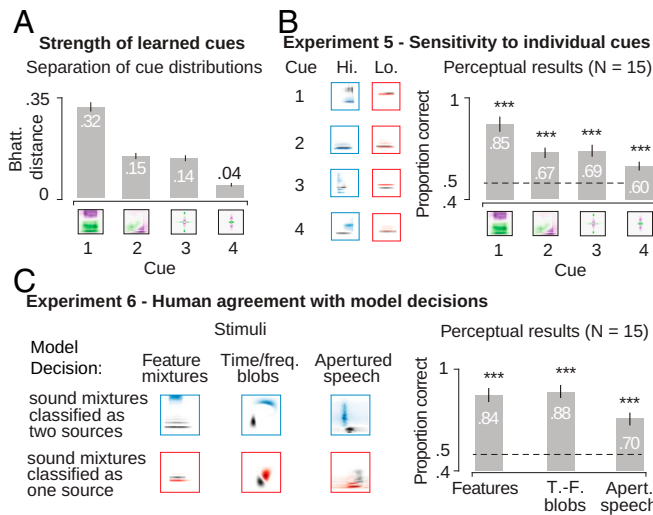 A
Strength of learned cues
Separation of cue distributions
.35
Bhatt.
distance
0
.32
.15
.14
.04
1 2 3 4
Cue
B
Experiment 5 - Sensitivity to individual cues
Cue Hi. Lo.
1
2
3
4
Perceptual results (N = 15)
1
Proportion correct
.5
.4
***
***
***
***
.85
.67
.69
.60
1 2 3 4
Cue
C
Experiment 6 - Human agreement with model decisions
Stimuli
Model
Decision:
Feature
mixtures
Time/freq.
blobs
Apertured
speech
sound mixtures
classified as
two sources
sound mixtures
classified as
one source
Perceptual results (N = 15)
1
Proportion correct
.5
.4
***
***
***
.84
.88
.70
Features
T.-F.
blobs
Apert.
speech